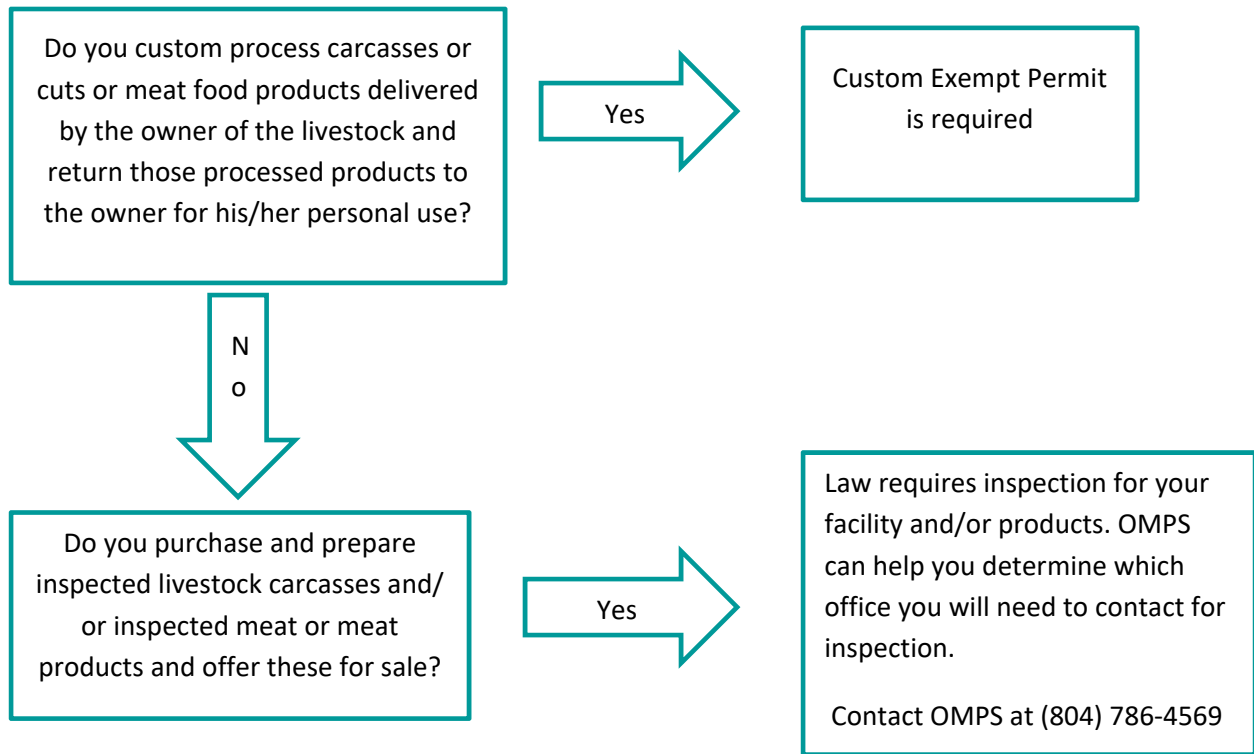 Do you custom process carcasses or
cuts or meat food products delivered
by the owner of the livestock and
return those processed products to
the owner for his/her personal use?
Yes
Custom Exempt Permit
is required
N
o
Do you purchase and prepare
inspected livestock carcasses and/
or inspected meat or meat
products and offer these for sale?
Yes
Law requires inspection for your
facility and/or products. OMPS
can help you determine which
office you will need to contact for
inspection.
Contact OMPS at (804) 786-4569